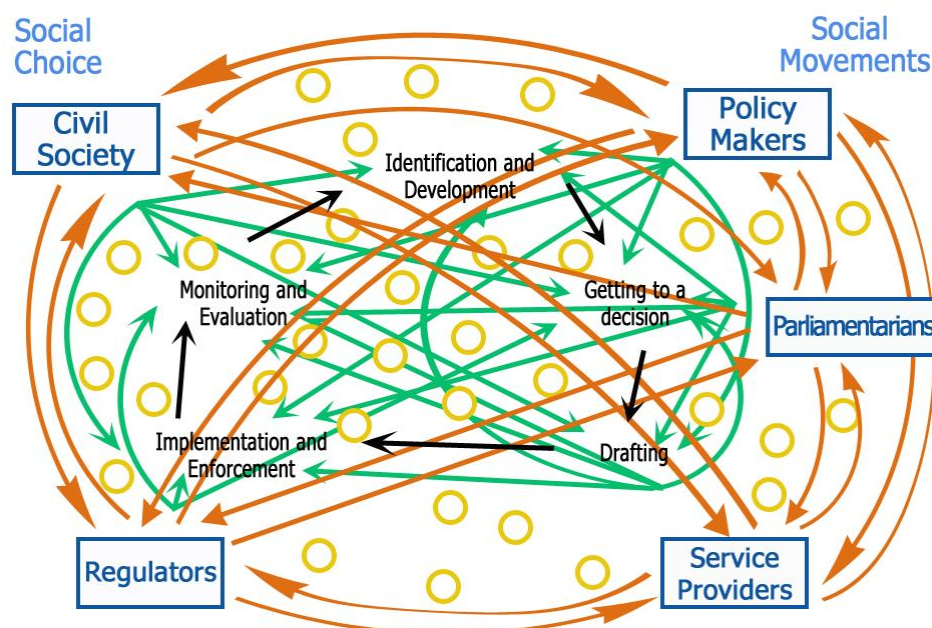 Social
Choice
Social
Movements
Civil
Society
Policy
Makers
Identification and
Development
Monitoring and
Evaluation
Getting to a
decision
Parliamentarians
Implementation and
Enforcement
Drafting
Regulators
Service
Providers